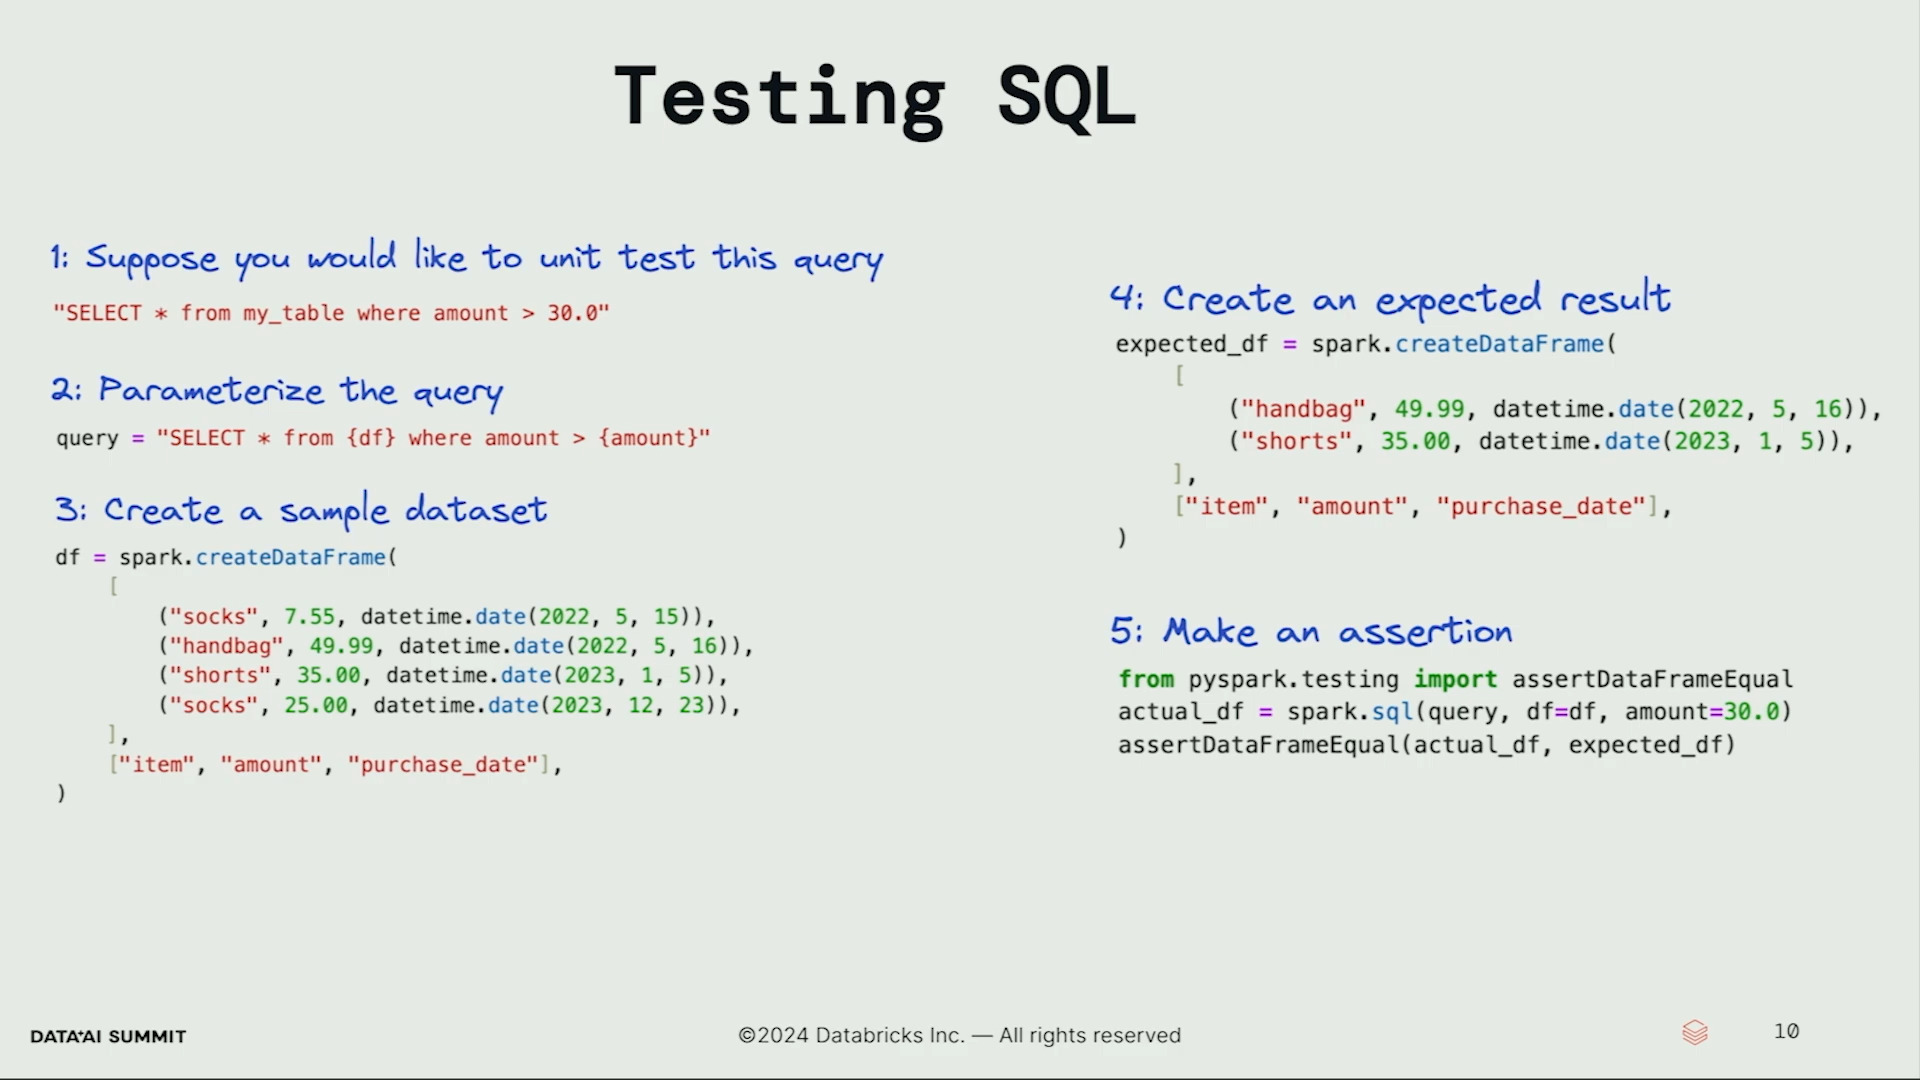 Testing SQL
1: Suppose you would like to unit test this query
"SELECT * from my_table where amount > 30.0"
2: Parameterize the query
query = "SELECT * from {df} where amount > {amount}"
3: Create a sample dataset
df = spark.createDataFrame(
    [
        ("socks", 7.55, datetime.date(2022, 5, 15)),
        ("handbag", 49.99, datetime.date(2022, 5, 16)),
        ("shorts", 35.00, datetime.date(2023, 1, 5)),
        ("socks", 25.00, datetime.date(2023, 12, 23)),
    ],
    ["item", "amount", "purchase_date"],
)
4: Create an expected result
expected_df = spark.createDataFrame(
    [
        ("handbag", 49.99, datetime.date(2022, 5, 16)),
        ("shorts", 35.00, datetime.date(2023, 1, 5)),
    ],
    ["item", "amount", "purchase_date"],
)
5: Make an assertion
from pyspark.testing import assertDataFrameEqual
actual_df = spark.sql(query, df=df, amount=30.0)
assertDataFrameEqual(actual_df, expected_df)
DATA+AI SUMMIT
©2024 Databricks Inc. — All rights reserved
10